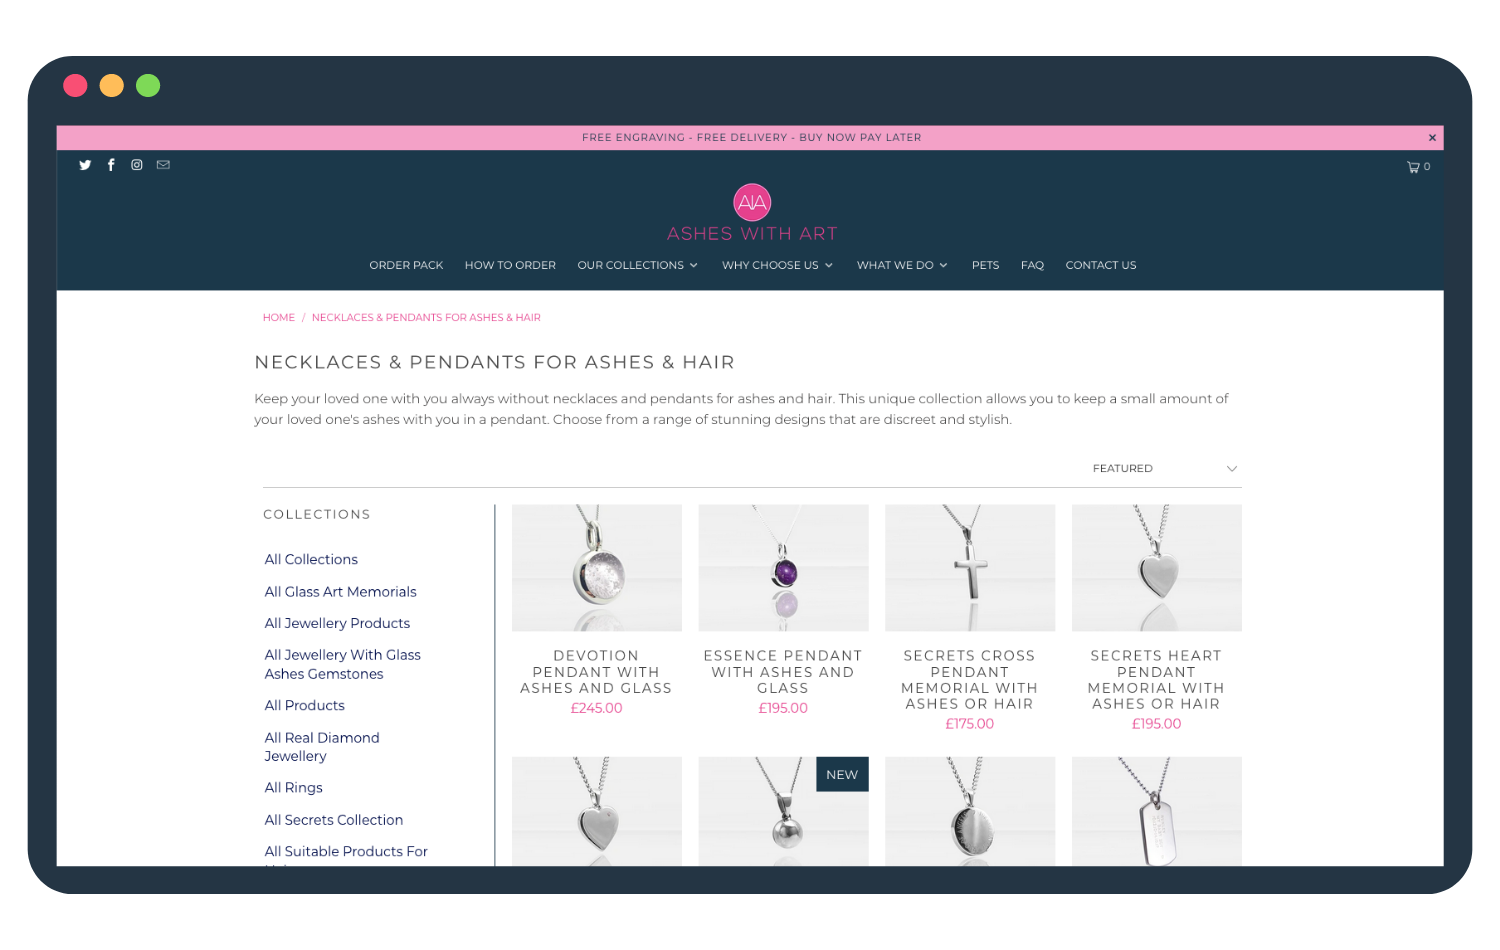 FREE ENGRAVING - FREE DELIVERY - BUY NOW PAY LATER
0
AA
ASHES WITH ART
ORDER PACK HOW TO ORDER OUR COLLECTIONS WHY CHOOSE US WHAT WE DO PETS FAQ CONTACT US
HOME / NECKLACES & PENDANTS FOR ASHES & HAIR
NECKLACES & PENDANTS FOR ASHES & HAIR
Keep your loved one with you always without necklaces and pendants for ashes and hair. This unique collection allows you to keep a small amount of
your loved one's ashes with you in a pendant. Choose from a range of stunning designs that are discreet and stylish.
FEATURED
COLLECTIONS
All Collections
All Glass Art Memorials
All Jewellery Products
All Jewellery With Glass
Ashes Gemstones
All Products
All Real Diamond
Jewellery
All Rings
All Secrets Collection
All Suitable Products For
DEVOTION
PENDANT WITH
ASHES AND GLASS
£245.00
ESSENCE PENDANT
WITH ASHES AND
GLASS
£195.00
SECRETS CROSS
PENDANT
MEMORIAL WITH
ASHES OR HAIR
£175.00
SECRETS HEART
PENDANT
MEMORIAL WITH
ASHES OR HAIR
£195.00
NEW